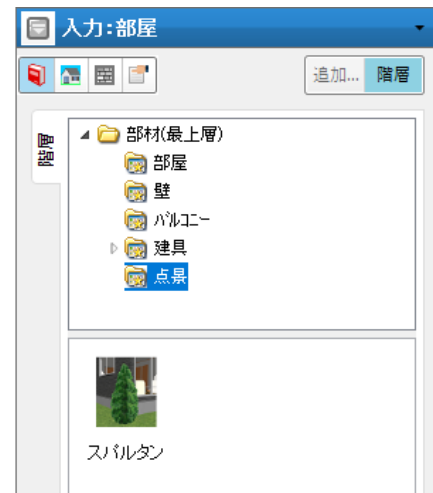 入力:部屋
追加... 階層
階層
部材(最上層)
部屋
壁
バルコニー
建具
点景
スパルタン